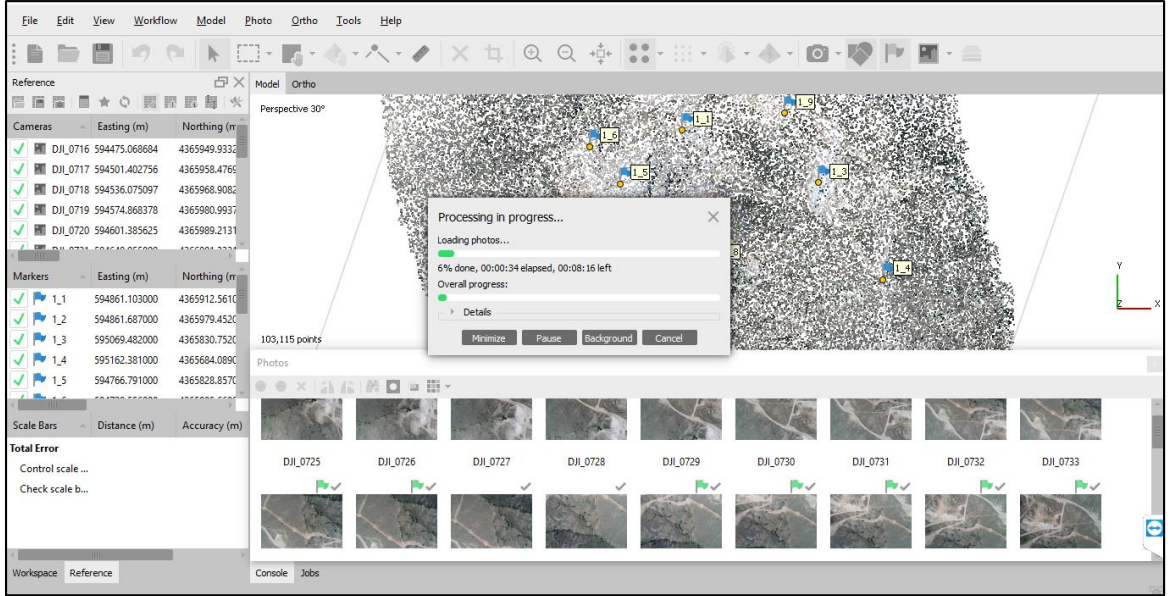 File Edit View Workflow Model Photo Ortho Tools Help
Reference
Model Ortho
Perspective 30°
Cameras Easting (m) Northing (m
DJI_0716 594475.068684 4365949.9332
DJI_0717 594501.402756 4365958.4769
DJI_0718 594536.075097 4365968.9082
DJI_0719 594574.868378 4365980.9937
DJI_0720 594601.385625 4365989.2131
1_9
1_1
1_6
1_5
1_3
8
1_4
Y
Z X
Processing in progress...
Loading photos...
6% done, 00:00:34 elapsed, 00:08:16 left
Overall progress:
Details
Minimize Pause Background Cancel
Markers Easting (m) Northing (m
1_1 594861.103000 4365912.5610
1_2 594861.687000 4365979.4520
1_3 595069.482000 4365830.7520
1_4 595162.381000 4365684.0890
1_5 594766.791000 4365828.8570
103,115 points
Photos
Scale Bars Distance (m) Accuracy (m)
Total Error
Control scale ...
Check scale b...
DJI_0725 DJI_0726 DJI_0727 DJI_0728 DJI_0729 DJI_0730 DJI_0731 DJI_0732 DJI_0733
Workspace Reference
Console Jobs